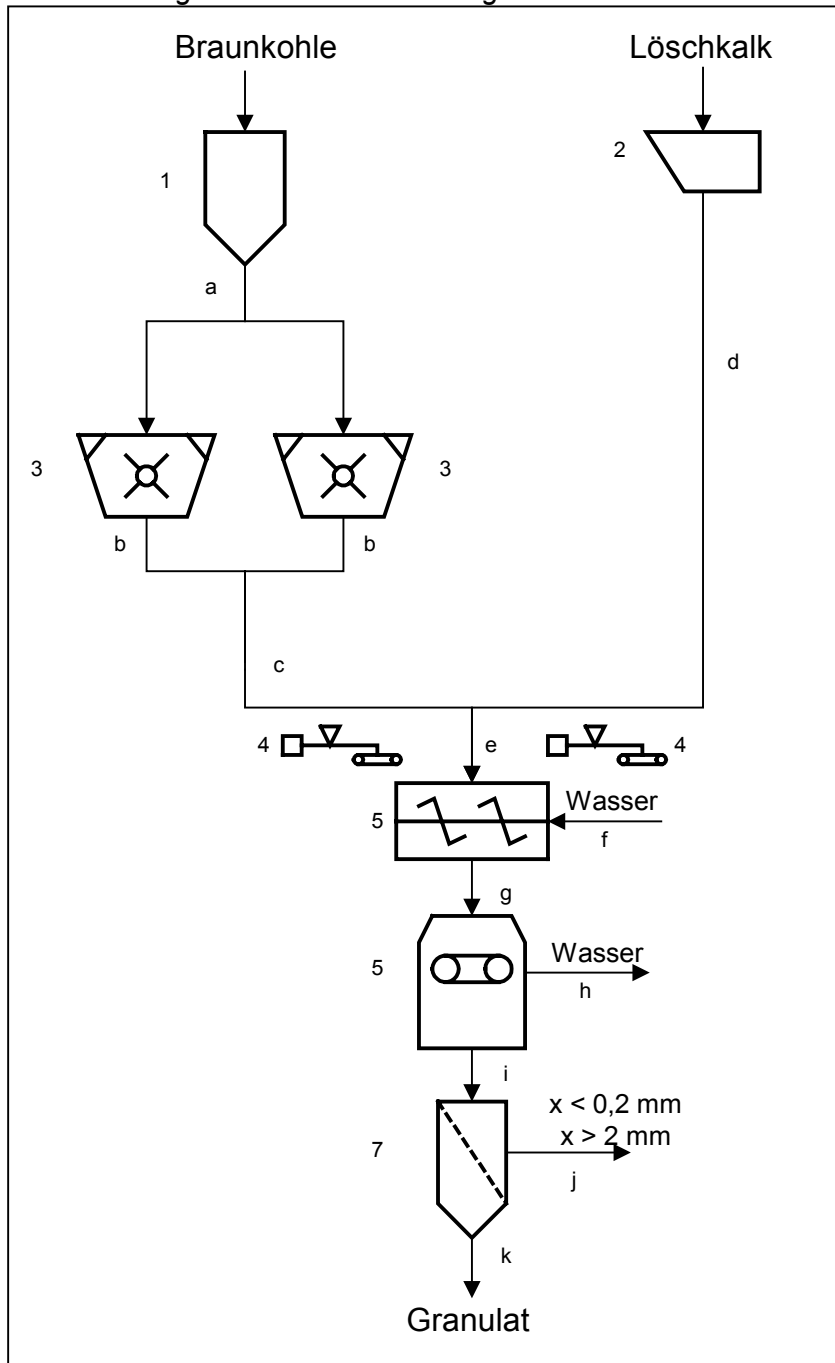 Braunkohle
Löschkalk
1
2
a
d
3
3
b
b
c
4
e
4
5
Wasser
f
g
5
Wasser
h
i
x < 0,2 mm
7
x > 2 mm
j
k
Granulat